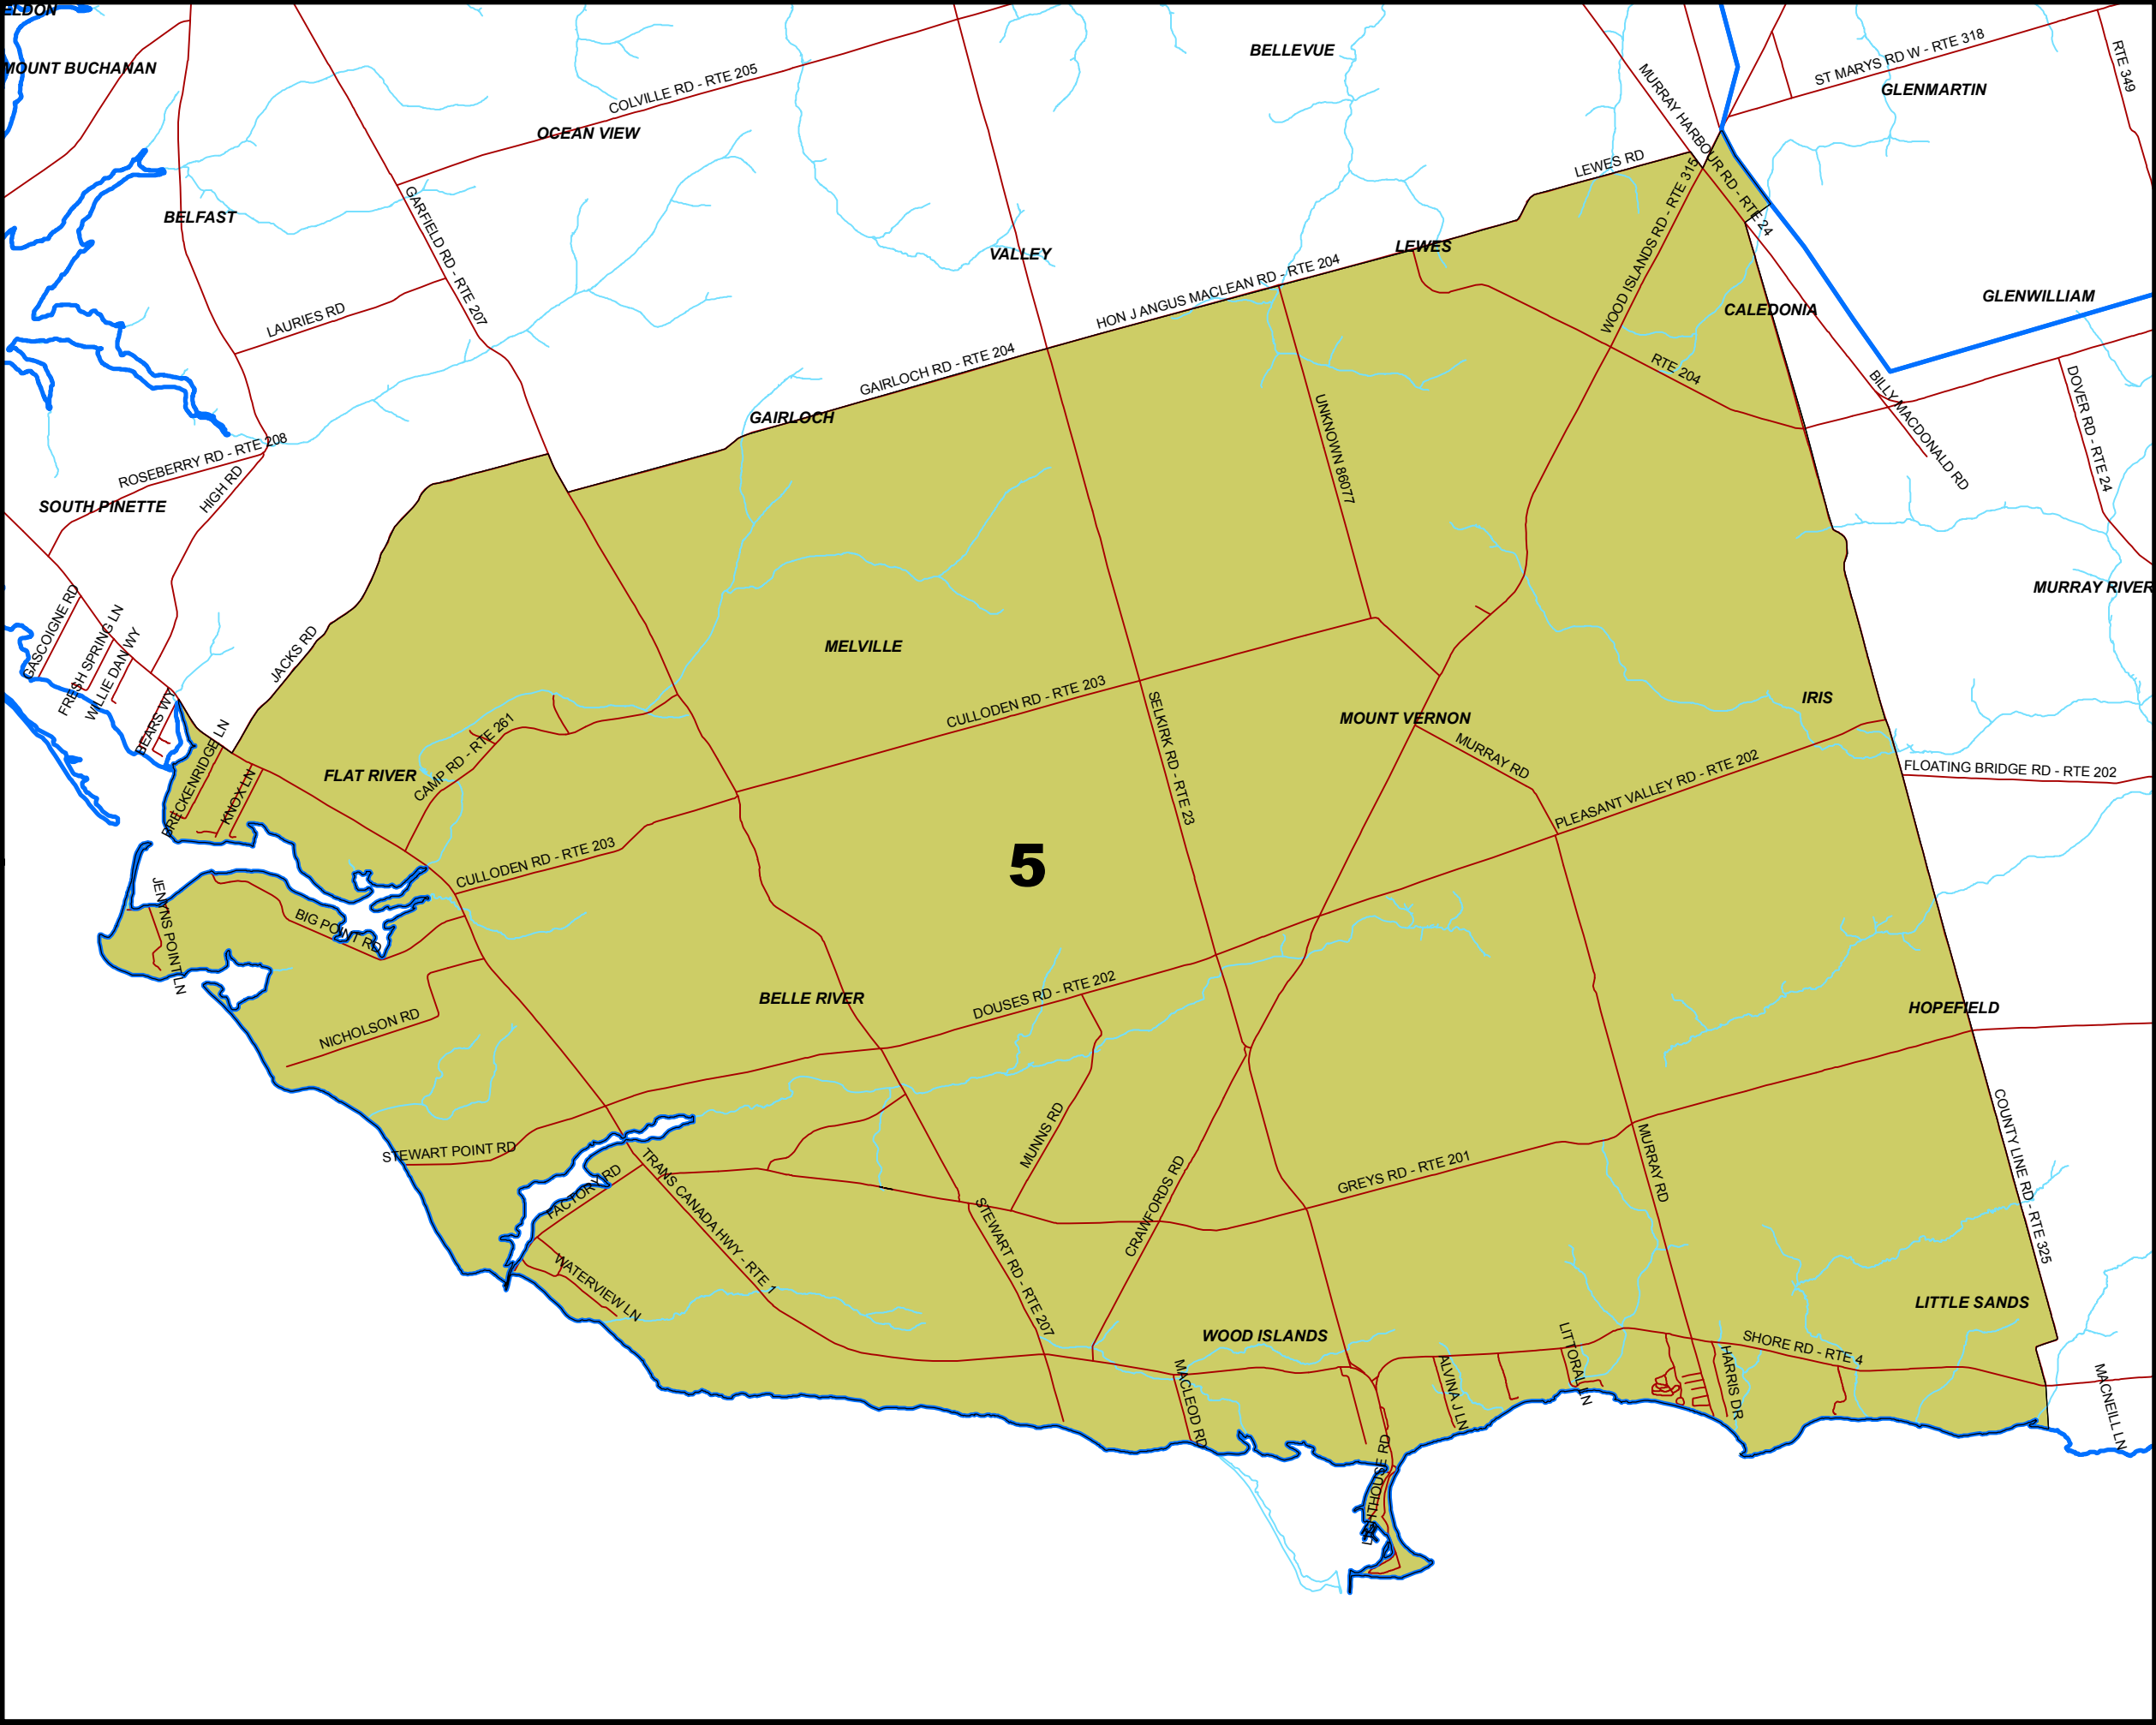 ELDON
MOUNT BUCHANAN
BELLEVUE
ST MARYS RD W - RTE 318
RTE 349
GLENMARTIN
COLVILLE RD - RTE 205
OCEAN VIEW
MURRAY HARBOUR RD - RTE 24
LEWES RD
BELFAST
GARFIELD RD - RTE 207
VALLEY
LEWES
WOOD ISLANDS RD - RTE 315
HON J ANGUS MACLEAN RD - RTE 204
GLENWILLIAM
CALEDONIA
LAURIES RD
GAIRLOCH RD - RTE 204
RTE 204
BILLY MACDONALD RD
DOVER RD - RTE 24
GAIRLOCH
UNKNOWN 86077
ROSEBERRY RD - RTE 208
HIGH RD
SOUTH PINETTE
MURRAY RIVER
GASCOIGNE RD
FRESH SPRING LN
WILLIE DAN WY
JACKS RD
MELVILLE
BEARS WY
CULLODEN RD - RTE 203
SELKIRK RD - RTE 23
IRIS
MOUNT VERNON
MURRAY RD
BRECKENRIDGE LN
KNOX LN
FLAT RIVER
CAMP RD - RTE 261
PLEASANT VALLEY RD - RTE 202
FLOATING BRIDGE RD - RTE 202
CULLODEN RD - RTE 203
5
JENYNS POINT LN
BIG POINT RD
BELLE RIVER
DOUSES RD - RTE 202
HOPEFIELD
NICHOLSON RD
COUNTY LINE RD - RTE 325
STEWART POINT RD
MUNNS RD
FACTORY RD
TRANS CANADA HWY - RTE 1
CRAWFORDS RD
GREYS RD - RTE 201
MURRAY RD
STEWART RD - RTE 207
WATERVIEW LN
LITTLE SANDS
WOOD ISLANDS
LITTORAL LN
SHORE RD - RTE 4
HARRIS DR
ALVINA J LN
MACLEOD RD
MACNEILL LN
LIGHTHOUSE RD